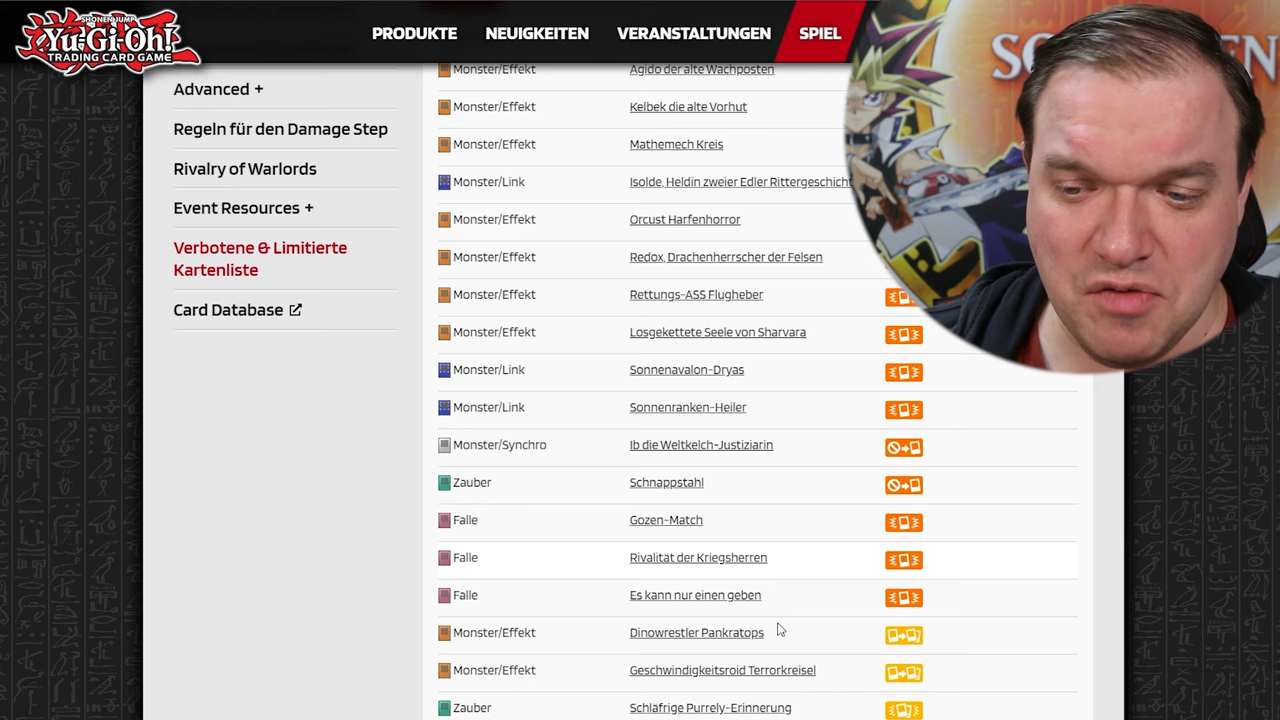 SHONEN JUMP
Yu-Gi-Oh!
TRADING CARD GAME
PRODUKTE
NEUIGKEITEN
VERANSTALTUNGEN
SPIEL
Advanced +
Regeln für den Damage Step
Rivalry of Warlords
Event Resources +
Verbotene & Limitierte
Kartenliste
Card Database
Monster/Effekt Agido der alte Wachposten
Monster/Effekt Kelbek die alte Vorhut
Monster/Effekt Mathemech Kreis
Monster/Link Isolde, Heldin zweier Edler Rittergeschicht
Monster/Effekt Orcust Harfenhorror
Monster/Effekt Redox, Drachenherrscher der Felsen
Monster/Effekt Rettungs-ASS Flugheber
Monster/Effekt Losgekettete Seele von Sharvara
Monster/Link Sonnenavalon-Dryas
Monster/Link Sonnenranken-Heiler
Monster/Synchro Ib die Weltkelch-Justiziarin
Zauber Schnappstahl
Falle Gozen-Match
Falle Rivalität der Kriegsherren
Falle Es kann nur einen geben
Monster/Effekt Dinowrestler Pankratops
Monster/Effekt Geschwindigkeitsroid Terrorkreisel
Zauber Schläfrige Purrely-Erinnerung